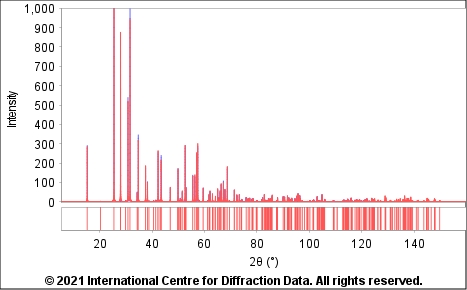 1,000
900
800
700
600
500
400
300
200
100
0
Intensity
20 40 60 80 100 120 140
2θ (°)
© 2021 International Centre for Diffraction Data. All rights reserved.